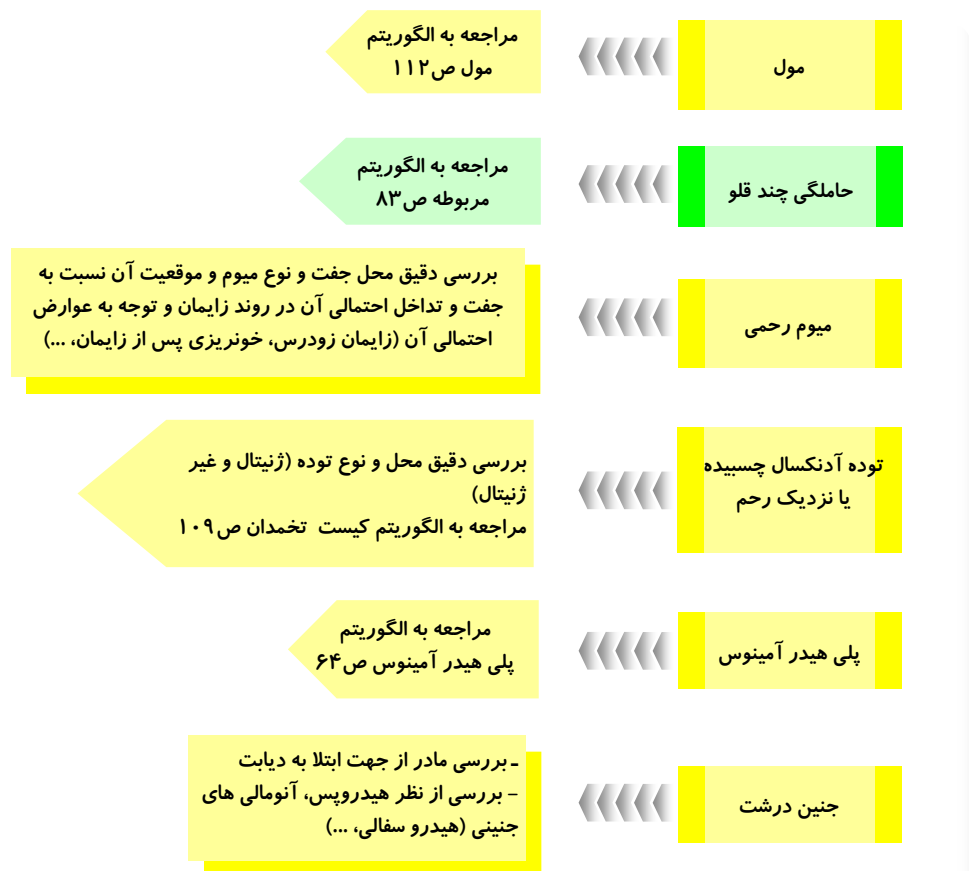 مول
مراجعه به الگوریتم
مول ص۱۱۲
حاملگی چند قلو
مراجعه به الگوریتم
مربوطه ص۸۳
میوم رحمی
بررسی دقیق محل جفت و نوع میوم و موقعیت آن نسبت به
جفت و تداخل احتمالی آن در روند زایمان و توجه به عوارض
احتمالی آن (زایمان زودرس، خونریزی پس از زایمان، ...)
توده آدنکسال چسبیده
یا نزدیک رحم
بررسی دقیق محل و نوع توده (ژنیتال و غیر
ژنیتال)
مراجعه به الگوریتم کیست تخمدان ص۱۰۹
پلی هیدر آمینوس
مراجعه به الگوریتم
پلی هیدر آمینوس ص۶۴
جنین درشت
- بررسی مادر از جهت ابتلا به دیابت
– بررسی از نظر هیدروپس، آنومالی های
جنینی (هیدرو سفالی، ...)